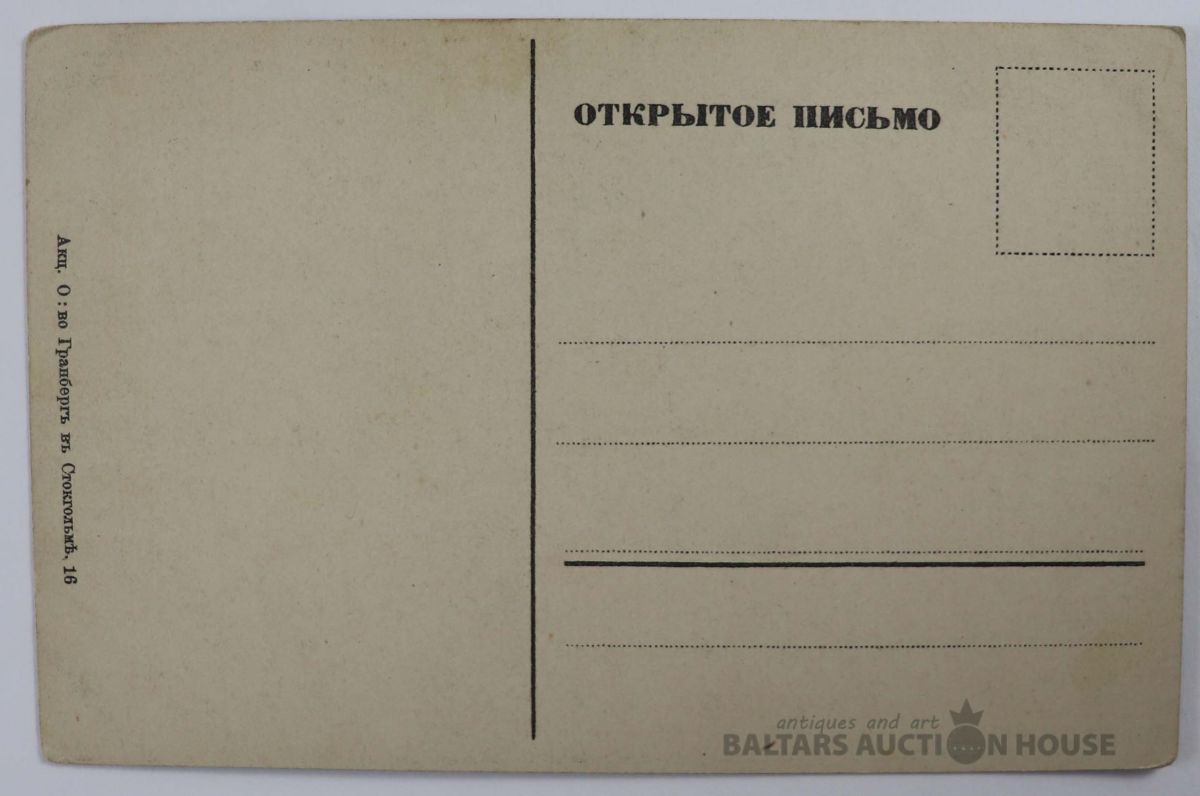 ОТКРЫТОЕ ПИСЬМО
Акц. О:во Гранбергъ въ Стокгольмѣ, 16
antiques and art
BALTARS AUCTION HOUSE